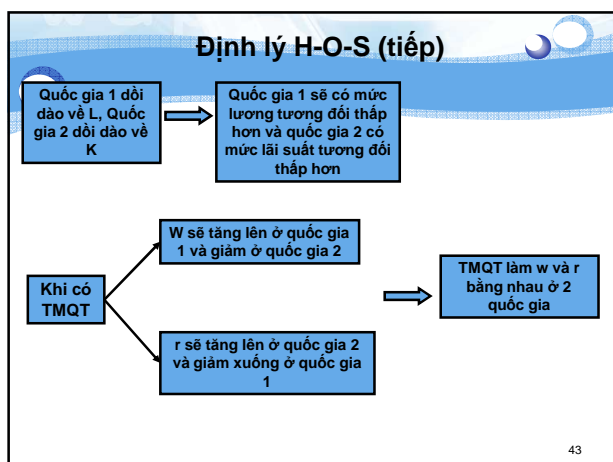 Định lý H-O-S (tiếp)
Quốc gia 1 dồi
dào về L, Quốc
gia 2 dồi dào về
K
Quốc gia 1 sẽ có mức
lương tương đối thấp
hơn và quốc gia 2 có
mức lãi suất tương đối
thấp hơn
W sẽ tăng lên ở quốc gia
1 và giảm ở quốc gia 2
Khi có
TMQT
TMQT làm w và r
bằng nhau ở 2
quốc gia
r sẽ tăng lên ở quốc gia 2
và giảm xuống ở quốc gia
1
43